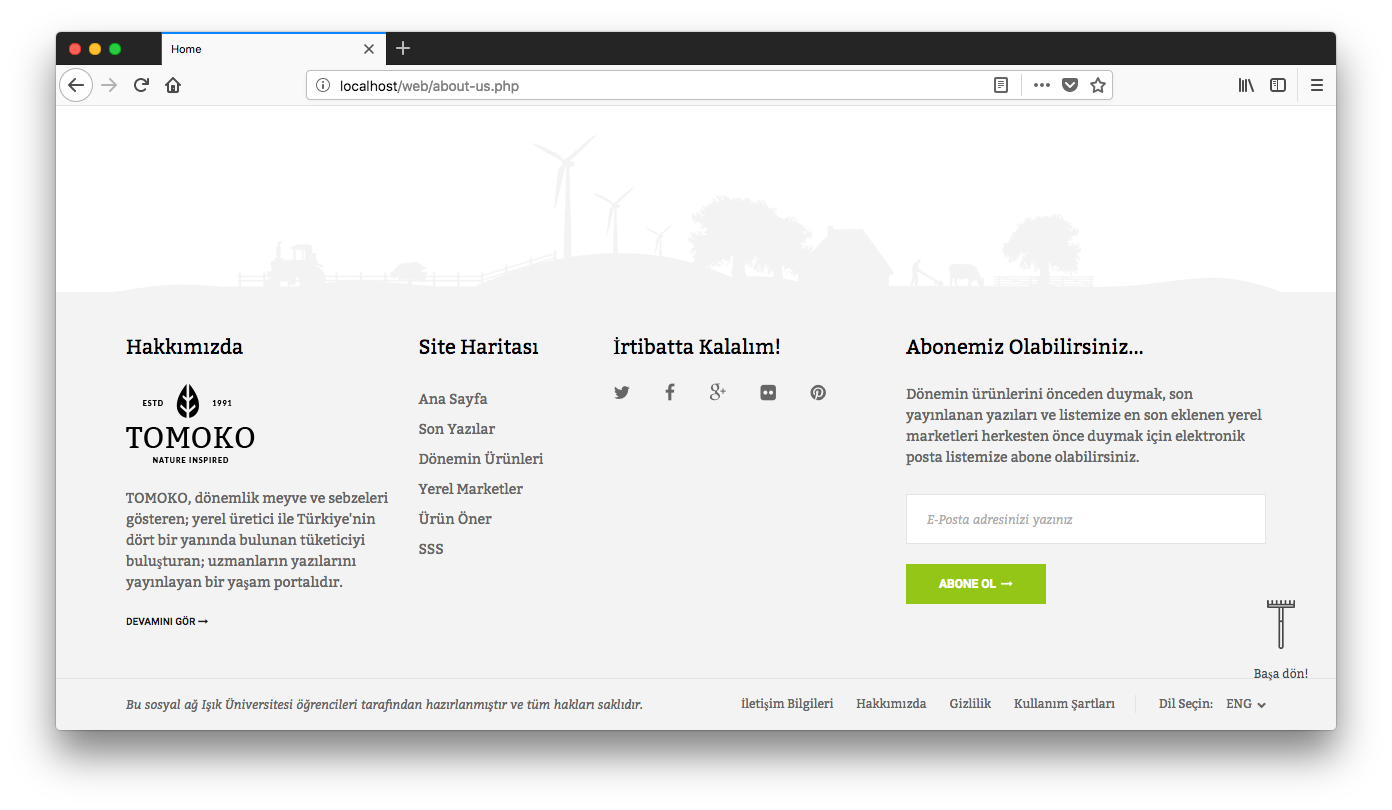 Home
localhost/web/about-us.php
Hakkımızda
ESTD 1991
TOMOKO
NATURE INSPIRED
TOMOKO, dönemlik meyve ve sebzeleri
gösteren; yerel üretici ile Türkiye'nin
dört bir yanında bulunan tüketiciyi
buluşturan; uzmanların yazılarını
yayınlayan bir yaşam portalıdır.
DEVAMINI GÖR
Site Haritası
Ana Sayfa
Son Yazılar
Dönemin Ürünleri
Yerel Marketler
Ürün Öner
SSS
İrtibatta Kalalım!
Abonemiz Olabilirsiniz...
Dönemin ürünlerini önceden duymak, son
yayınlanan yazıları ve listemize en son eklenen yerel
marketleri herkesten önce duymak için elektronik
posta listemize abone olabilirsiniz.
E-Posta adresinizi yazınız
ABONE OL
Başa dön!
Bu sosyal ağ Işık Üniversitesi öğrencileri tarafından hazırlanmıştır ve tüm hakları saklıdır.
İletişim Bilgileri Hakkımızda Gizlilik Kullanım Şartları Dil Seçin: ENG